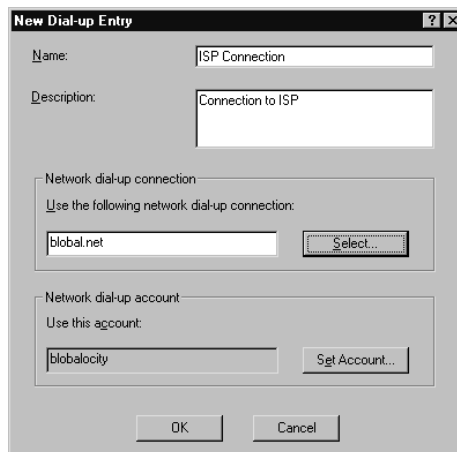 New Dial-up Entry
Name:
ISP Connection
Description:
Connection to ISP
Network dial-up connection
Use the following network dial-up connection:
blobal.net
Select...
Network dial-up account
Use this account:
blobalocity
Set Account...
OK
Cancel